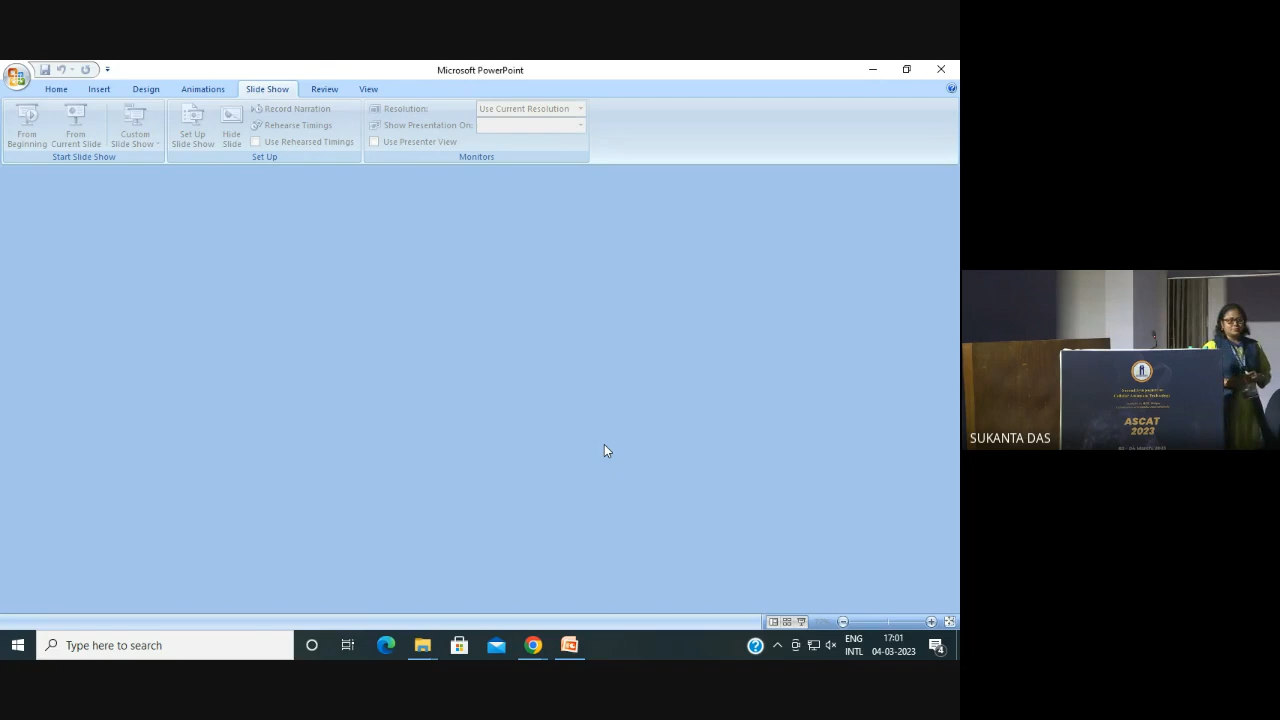 Microsoft PowerPoint
Home Insert Design Animations Slide Show Review View
From Beginning
From Current Slide
Custom Slide Show
Start Slide Show
Set Up Slide Show
Hide Slide
Record Narration
Rehearse Timings
Use Rehearsed Timings
Set Up
Resolution: Use Current Resolution
Show Presentation On:
Use Presenter View
Monitors
ASCAT
2023
SUKANTA DAS
Type here to search
ENG
INTL
17:01
04-03-2023
4